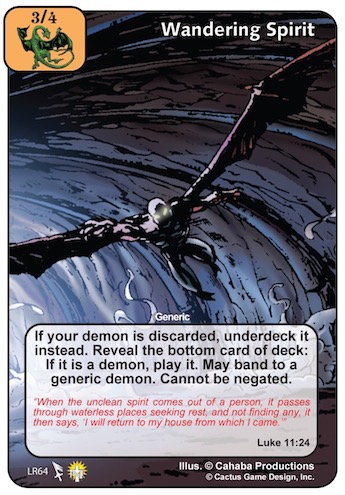 3/4
Wandering Spirit
Generic
If your demon is discarded, underdeck it
instead. Reveal the bottom card of deck:
If it is a demon, play it. May band to a
generic demon. Cannot be negated.
"When the unclean spirit comes out of a person, it passes
through waterless places seeking rest, and not finding any, it
then says, 'I will return to my house from which I came.'"
Luke 11:24
LR64
Illus. © Cahaba Productions
© Cactus Game Design, Inc.